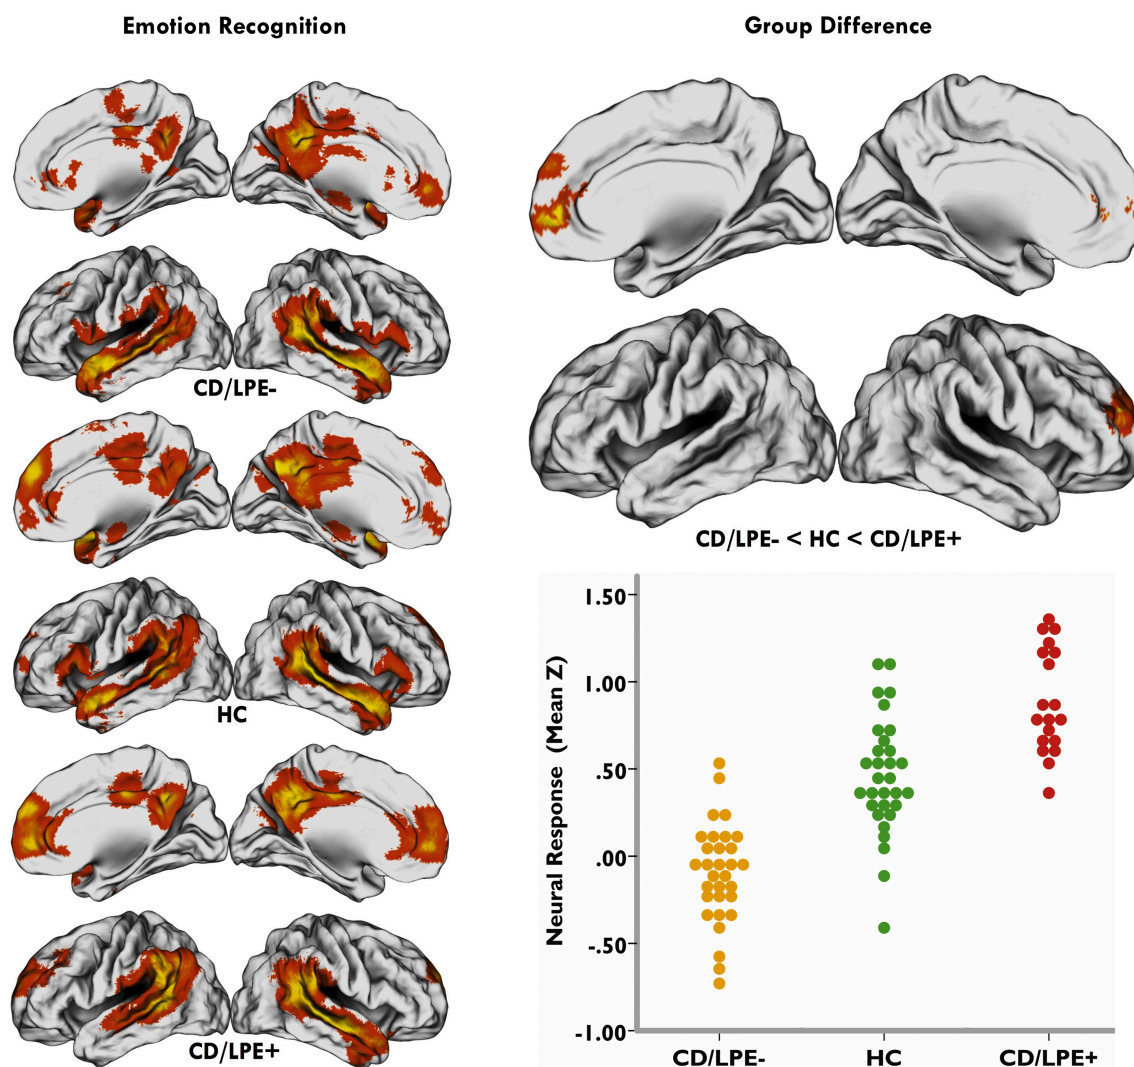 Emotion Recognition
Group Difference
CD/LPE-
HC
CD/LPE+
CD/LPE- < HC < CD/LPE+
Neural Response (Mean Z)
1.50
1.00
.50
.00
-.50
-1.00
CD/LPE-
HC
CD/LPE+